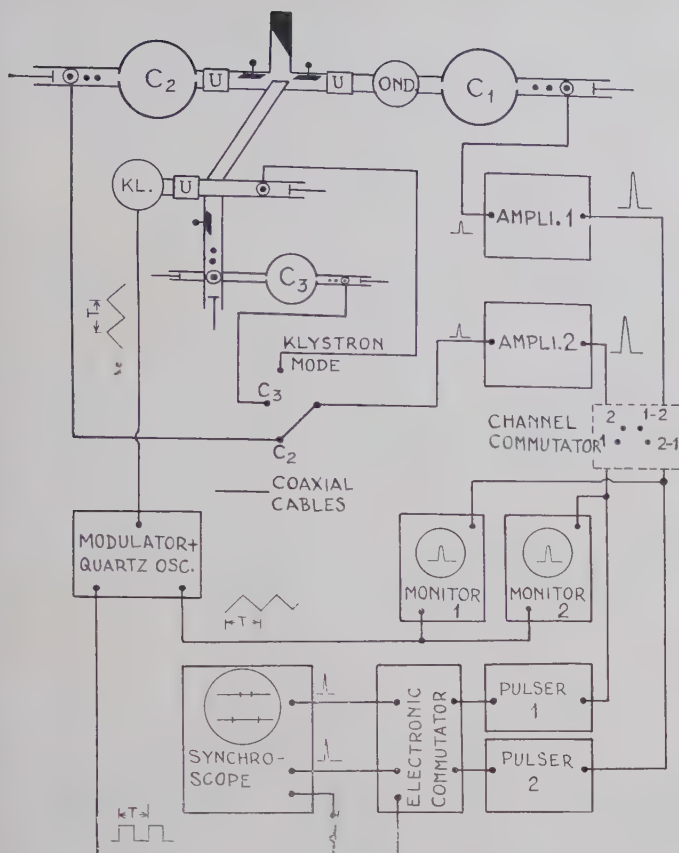 C2
U
U
OND.
C1
KL.
U
AMPLI.1
C3
T
KLYSTRON
MODE
AMPLI.2
C3
2 1-2
CHANNEL
COMMUTATOR
1 2-1
C2
COAXIAL
CABLES
MODULATOR+
QUARTZ OSC.
MONITOR
1
MONITOR
2
T
SYNCHRO-
SCOPE
ELECTRONIC
COMMUTATOR
PULSER
1
PULSER
2
T